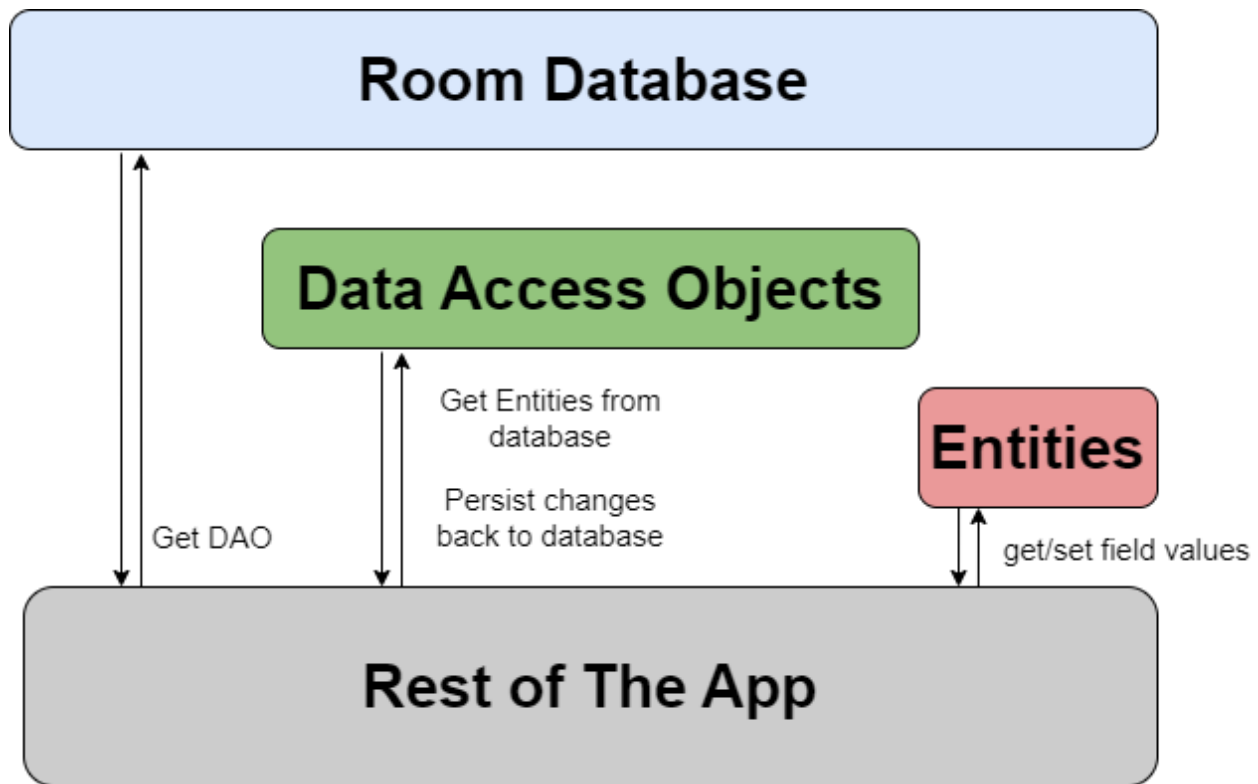 Room Database
Data Access Objects
Get Entities from
database
Entities
Persist changes
back to database
Get DAO
get/set field values
Rest of The App